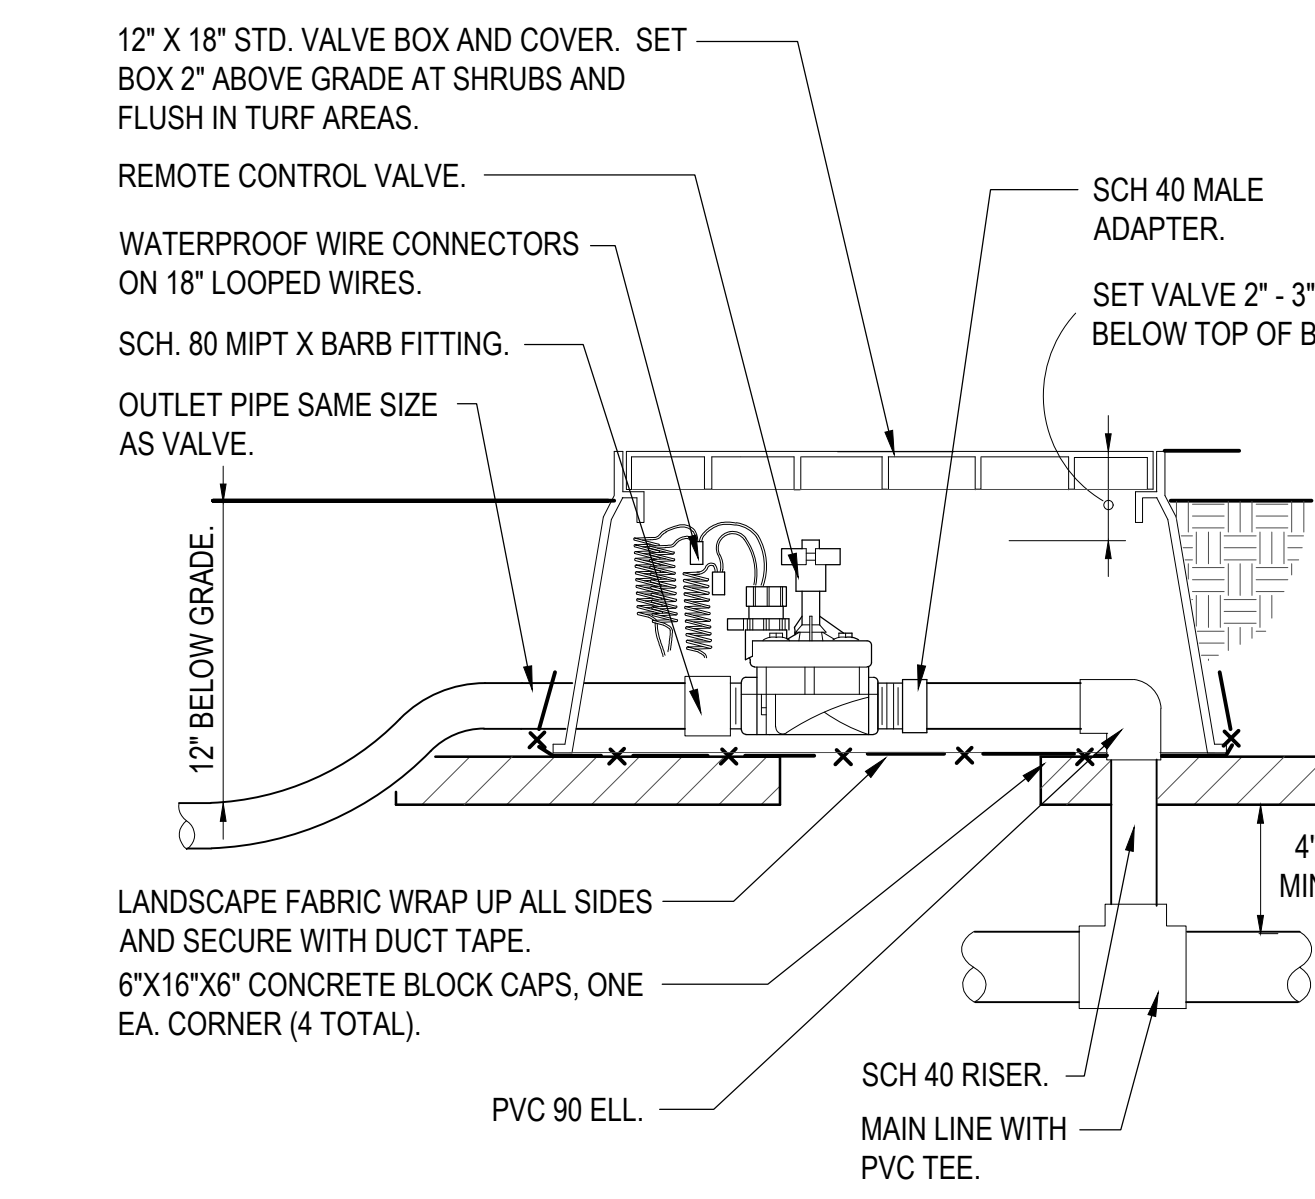 12" X 18" STD. VALVE BOX AND COVER. SET
BOX 2" ABOVE GRADE AT SHRUBS AND
FLUSH IN TURF AREAS.
REMOTE CONTROL VALVE.
WATERPROOF WIRE CONNECTORS
ON 18" LOOPED WIRES.
SCH. 80 MIPT X BARB FITTING.
OUTLET PIPE SAME SIZE
AS VALVE.
12" BELOW GRADE.
SCH 40 MALE
ADAPTER.
SET VALVE 2" - 3"
BELOW TOP OF
4"
LANDSCAPE FABRIC WRAP UP ALL SIDES
AND SECURE WITH DUCT TAPE.
6"X16"X6" CONCRETE BLOCK CAPS, ONE
EA. CORNER (4 TOTAL).
PVC 90 ELL.
SCH 40 RISER.
MAIN LINE WITH
PVC TEE.